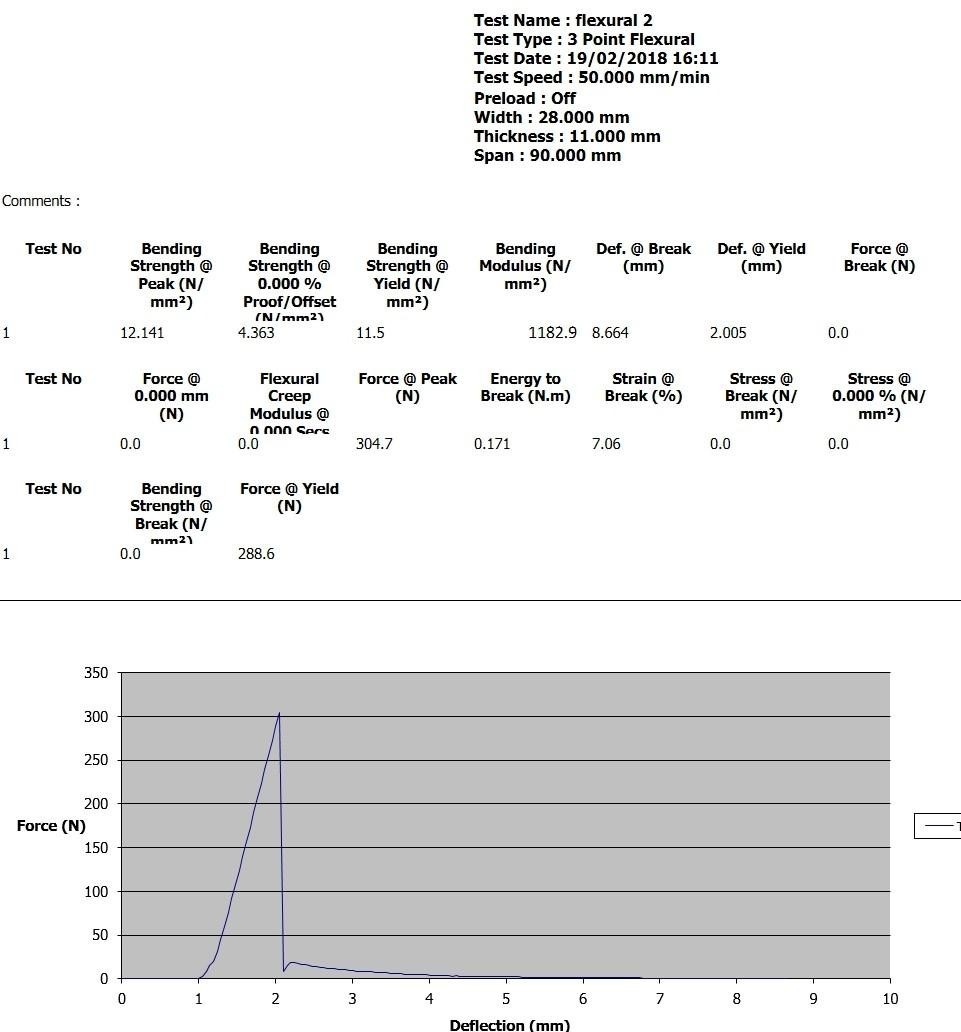 Test Name : flexural 2
Test Type : 3 Point Flexural
Test Date : 19/02/2018 16:11
Test Speed : 50.000 mm/min
Preload : Off
Width : 28.000 mm
Thickness : 11.000 mm
Span : 90.000 mm
Comments :
Test No Bending Strength @ Peak (N/ mm²) Bending Strength @ 0.000 % Proof/Offset (N/mm²) Bending Strength @ Yield (N/ mm²) Bending Modulus (N/ mm²) Def. @ Break (mm) Def. @ Yield (mm) Force @ Break (N)
1 12.141 4.363 11.5 1182.9 8.664 2.005 0.0
Test No Force @ 0.000 mm (N) Flexural Creep Modulus @ 0.000 Secs Force @ Peak (N) Energy to Break (N.m) Strain @ Break (%) Stress @ Break (N/ mm²) Stress @ 0.000 % (N/ mm²)
1 0.0 0.0 304.7 0.171 7.06 0.0 0.0
Test No Bending Strength @ Break (N/ mm²) Force @ Yield (N)
1 0.0 288.6
350
300
250
200
Force (N)
150
100
50
0
0 1 2 3 4 5 6 7 8 9 10
Deflection (mm)